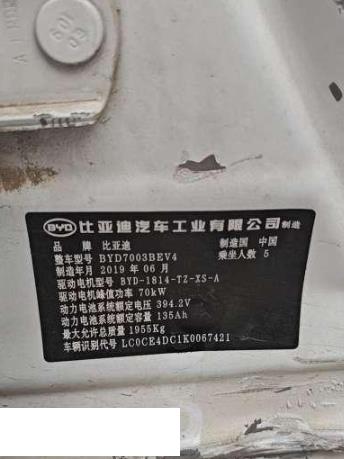 BYD 比亚迪汽车工业有限公司 制造
品牌 比亚迪 制造国 中国
整车型号 BYD7003BEV4 乘坐人数 5
制造年月 2019 年 06 月
驱动电机型号 BYD-1814-TZ-XS-A
驱动电机峰值功率 70kW
动力电池系统额定电压 394.2V
动力电池系统额定容量 135Ah
最大允许总质量 1955Kg
车辆识别代号 LC0CE4DC1K0067421